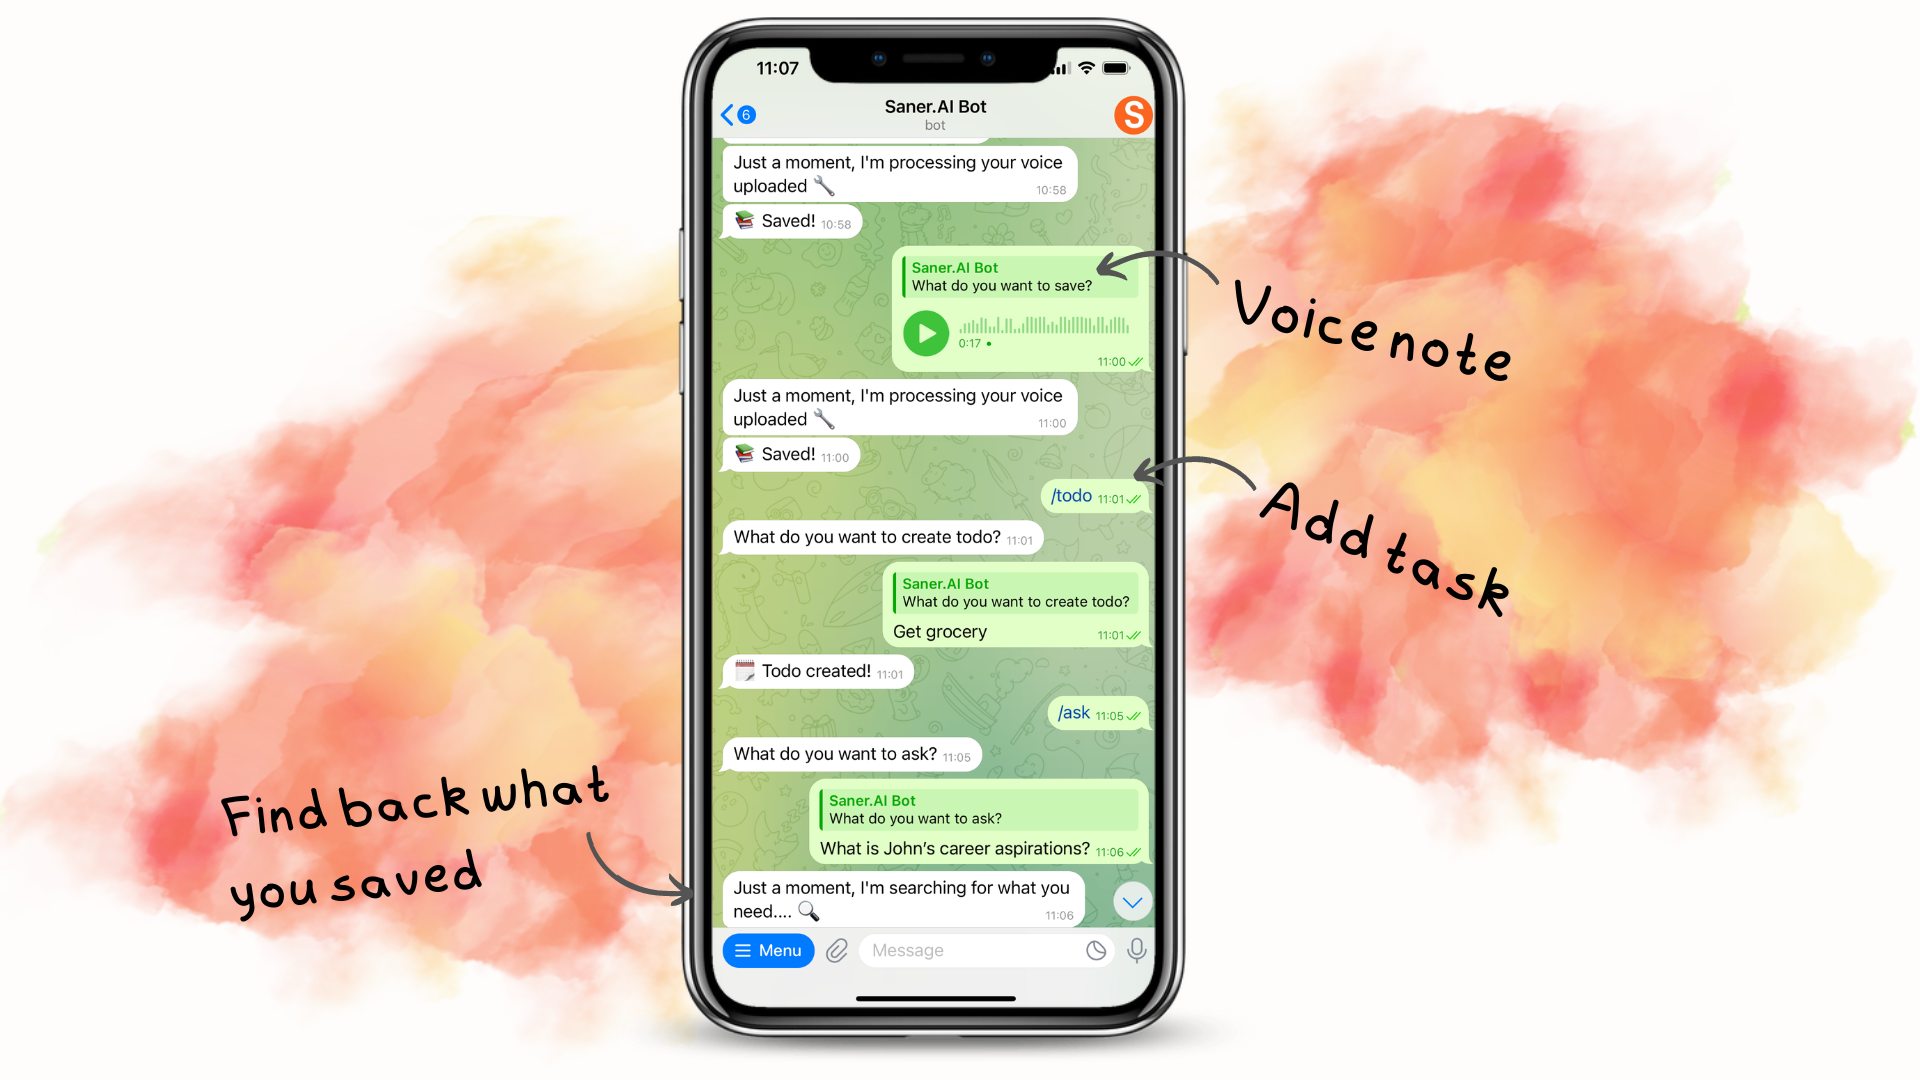 11:07
6
Saner.AI Bot
bot
S
Just a moment, I'm processing your voice
uploaded 10:58
Saved! 10:58
Saner.AI Bot
What do you want to save?
0:17
11:00
Voice note
Just a moment, I'm processing your voice
uploaded 11:00
Saved! 11:00
/todo 11:01
Add task
What do you want to create todo? 11:01
Saner.AI Bot
What do you want to create todo?
Get grocery 11:01
Todo created! 11:01
/ask 11:05
What do you want to ask? 11:05
Saner.AI Bot
What do you want to ask?
What is John's career aspirations? 11:06
Find back what
you saved
Just a moment, I'm searching for what you
need.... 11:06
Menu
Message